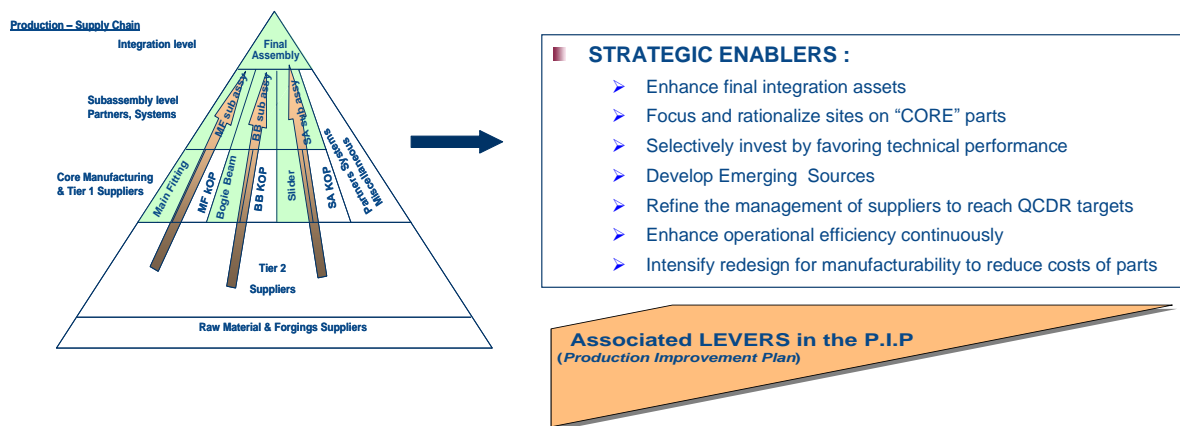 Production – Supply Chain
Integration level
Final
Assembly
Subassembly level
Partners, Systems
MF sub assy
BB sub assy
SA sub assy
Core Manufacturing
& Tier 1 Suppliers
Main Fitting
MF KOP
Bogie Beam
BB KOP
Slider
SA KOP
Partners Systems
Miscellaneous
Tier 2
Suppliers
Raw Material & Forgings Suppliers
STRATEGIC ENABLERS :
Enhance final integration assets
Focus and rationalize sites on “CORE” parts
Selectively invest by favoring technical performance
Develop Emerging Sources
Refine the management of suppliers to reach QCDR targets
Enhance operational efficiency continuously
Intensify redesign for manufacturability to reduce costs of parts
Associated LEVERS in the P.I.P
(Production Improvement Plan)